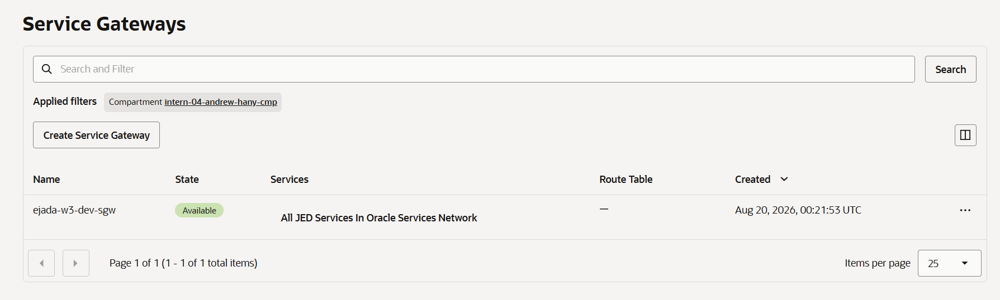 Service Gateways
Search and Filter
Search
Applied filters Compartment intern-04-andrew-hany-cmp
Create Service Gateway
Name State Services Route Table Created
ejada-w3-dev-sgw Available All JED Services In Oracle Services Network — Aug 20, 2026, 00:21:53 UTC
Page 1 of 1 (1 - 1 of 1 total items) Items per page 25